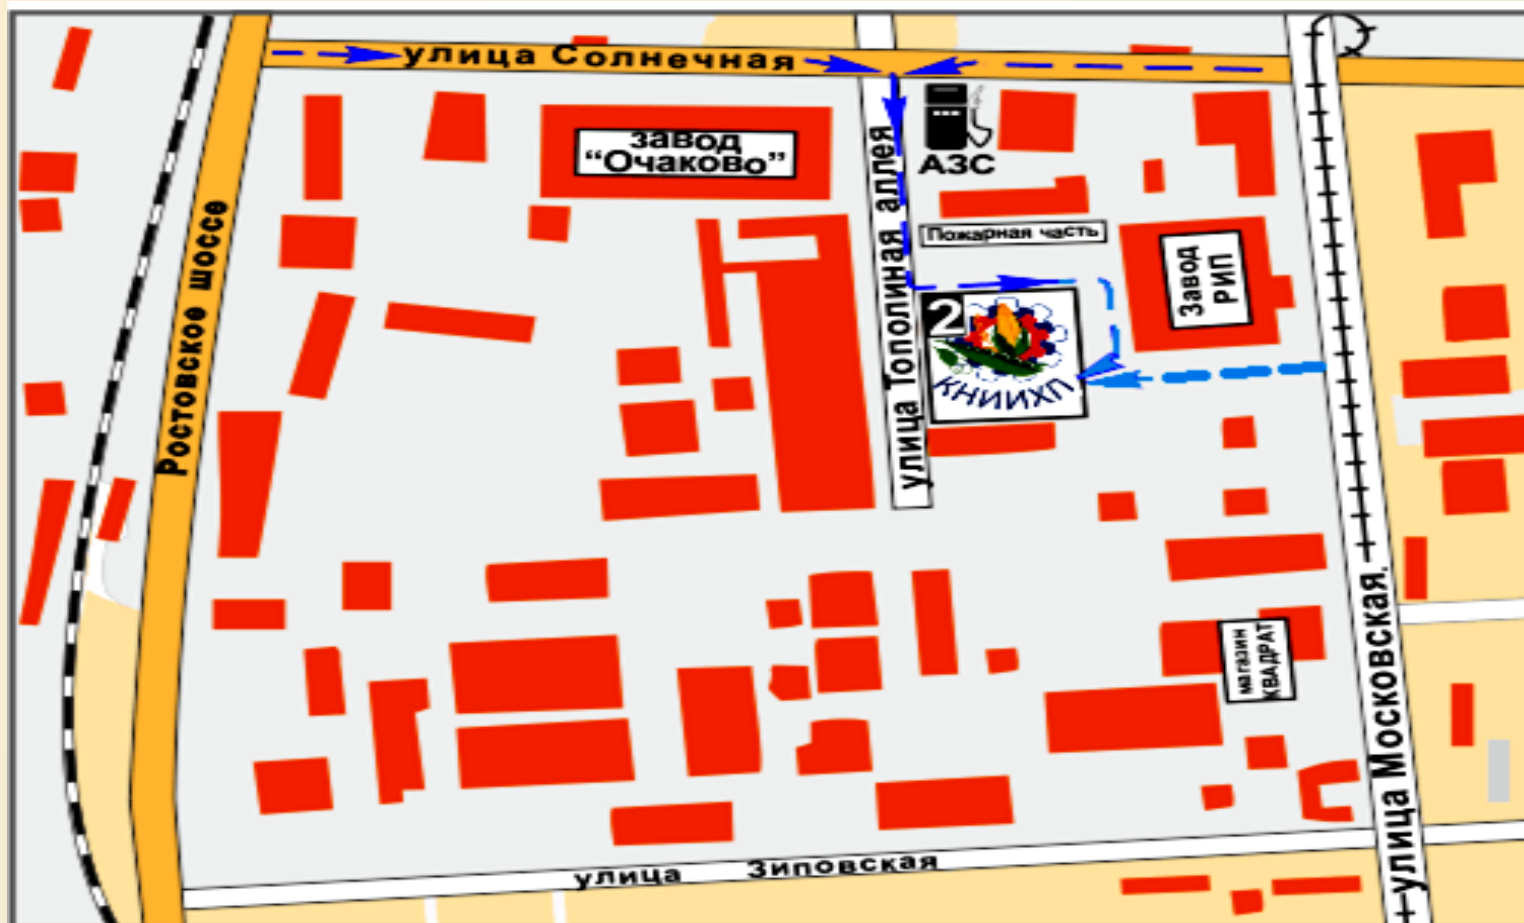 улица Солнечная
завод
“Очаково”
АЗС
Пожарная часть
Ростовское шоссе
улица Тополиная аллея
Завод
РИП
2
КНИИХП
магазин
КВАДРАТ
улица Московская
улица Зиповская